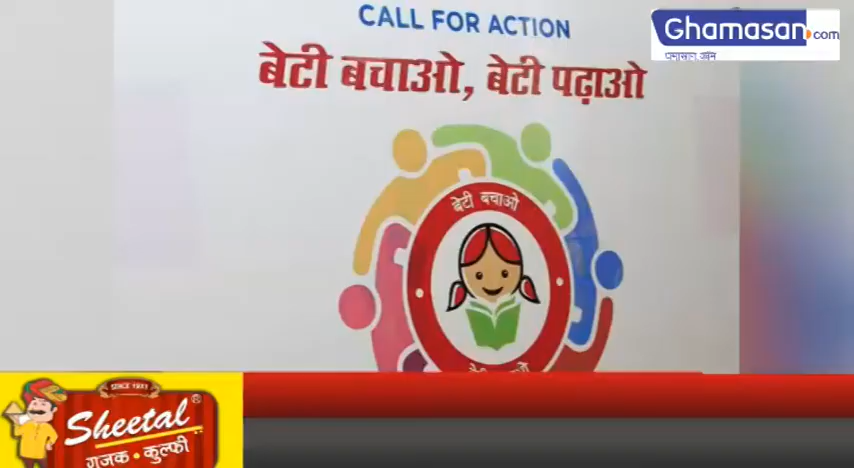 CALL FOR ACTION
Ghamasan.com
बेटी बचाओ, बेटी पढ़ाओ
बेटी बचाओ
SINCE 1931
Sheetal®
गजक • कुल्फी